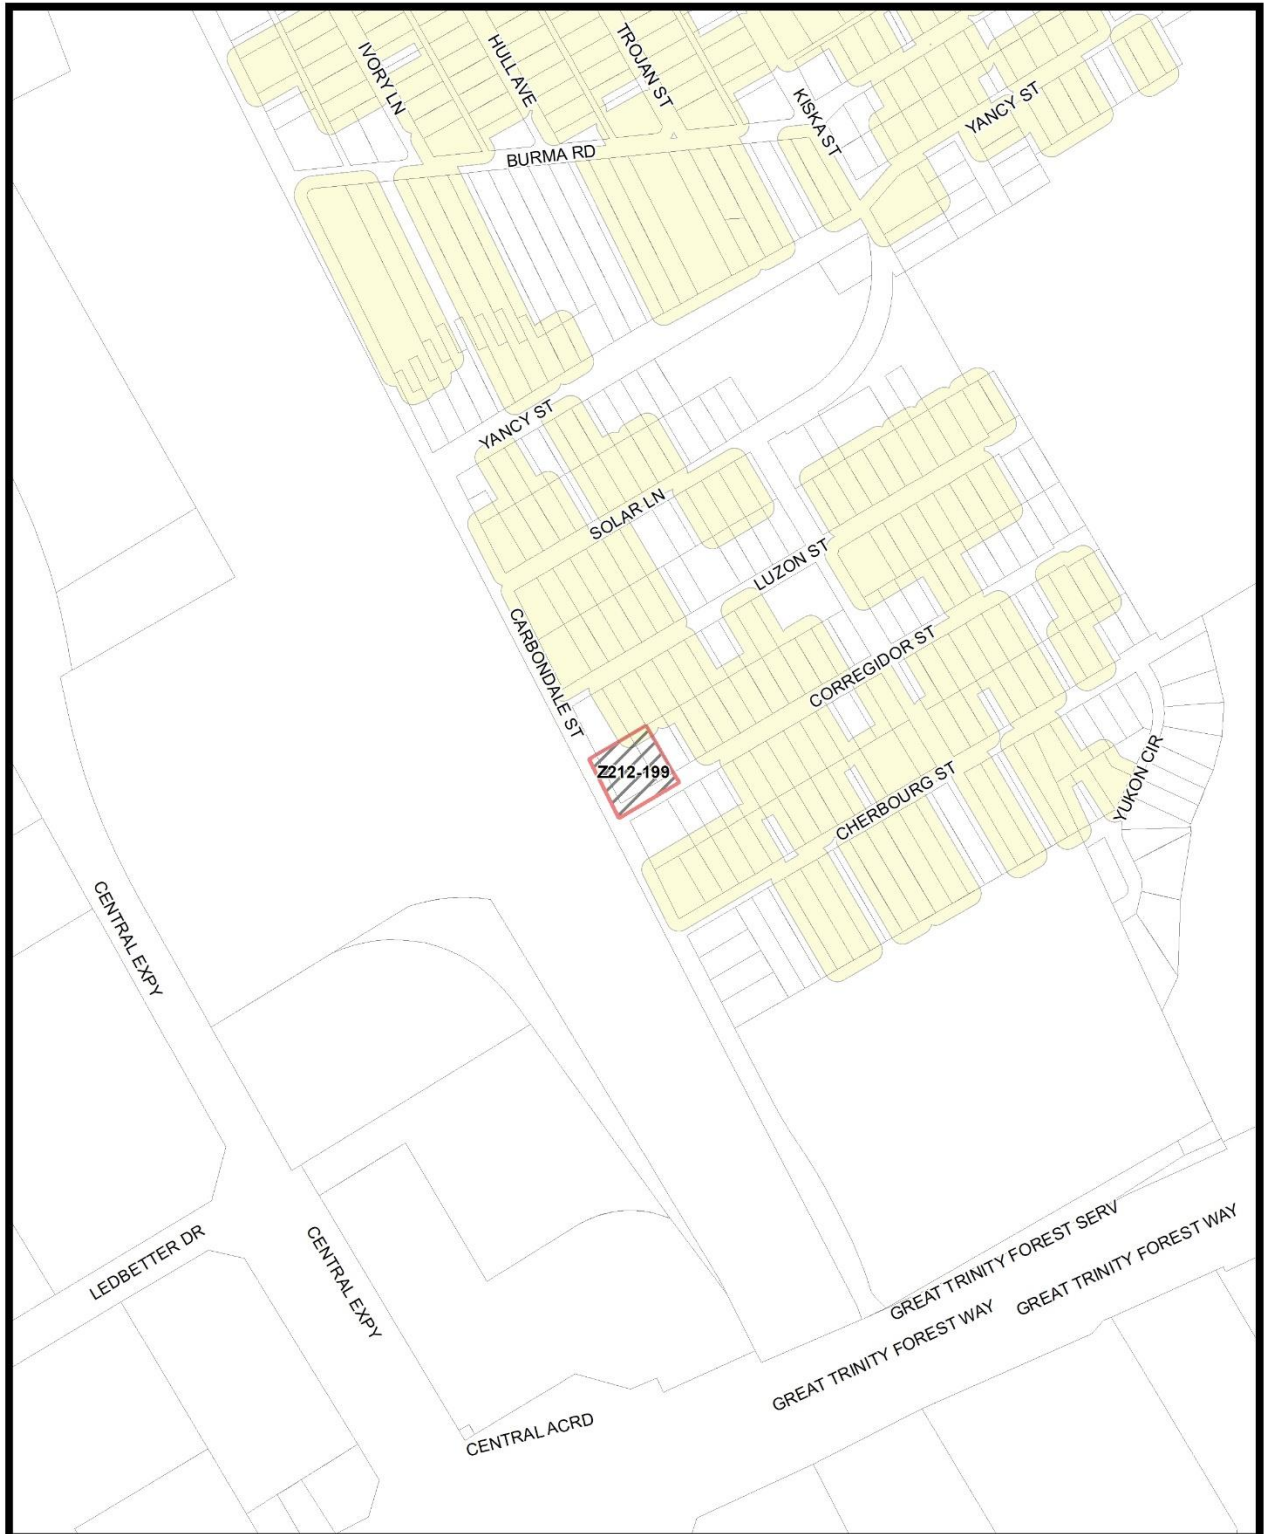 IVORY LN
HULL AVE
TROJAN ST
KISKA ST
YANCY ST
BURMA RD
YANCY ST
SOLAR LN
LUZON ST
CARBONDALE ST
CORREGIDOR ST
Z212-199
CHERBOURG ST
YUKON CIR
CENTRAL EXPY
LEDBETTER DR
CENTRAL EXPY
GREAT TRINITY FOREST SERV
GREAT TRINITY FOREST WAY
GREAT TRINITY FOREST WAY
CENTRAL ACRD